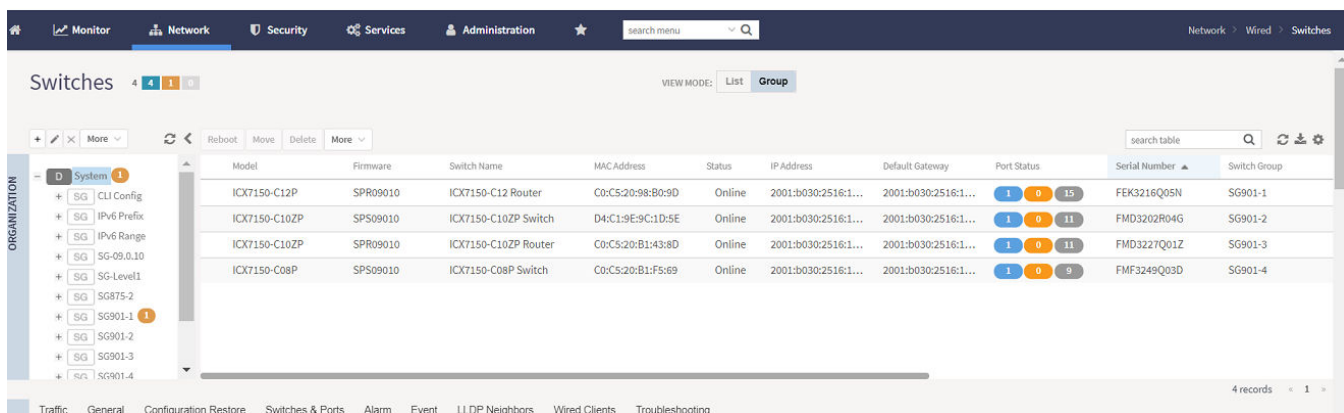 Monitor Network Security Services Administration search menu Network > Wired > Switches
Switches 4 4 1 0 VIEW MODE: List Group
+ More Reboot Move Delete More search table
ORGANIZATION
Model Firmware Switch Name MAC Address Status IP Address Default Gateway Port Status Serial Number Switch Group
− D System 1
ICX7150-C12P SPR09010 ICX7150-C12 Router C0:C5:20:98:B0:9D Online 2001:b030:2516:1... 2001:b030:2516:1... 1 0 15 FEK3216Q05N SG901-1
+ SG CLI Config
+ SG IPv6 Prefix
ICX7150-C10ZP SPS09010 ICX7150-C10ZP Switch D4:C1:9E:9C:1D:5E Online 2001:b030:2516:1... 2001:b030:2516:1... 1 0 11 FMD3202R04G SG901-2
+ SG IPv6 Range
ICX7150-C10ZP SPR09010 ICX7150-C10ZP Router C0:C5:20:B1:43:8D Online 2001:b030:2516:1... 2001:b030:2516:1... 1 0 11 FMD3227Q01Z SG901-3
+ SG SG-09.0.10
+ SG SG-Level1
ICX7150-C08P SPS09010 ICX7150-C08P Switch C0:C5:20:B1:F5:69 Online 2001:b030:2516:1... 2001:b030:2516:1... 1 0 9 FMF3249Q03D SG901-4
+ SG SG875-2
+ SG SG901-1 1
+ SG SG901-2
+ SG SG901-3
+ SG SG901-4
4 records « 1 »
Traffic General Configuration Restore Switches & Ports Alarm Event LLDP Neighbors Wired Clients Troubleshooting